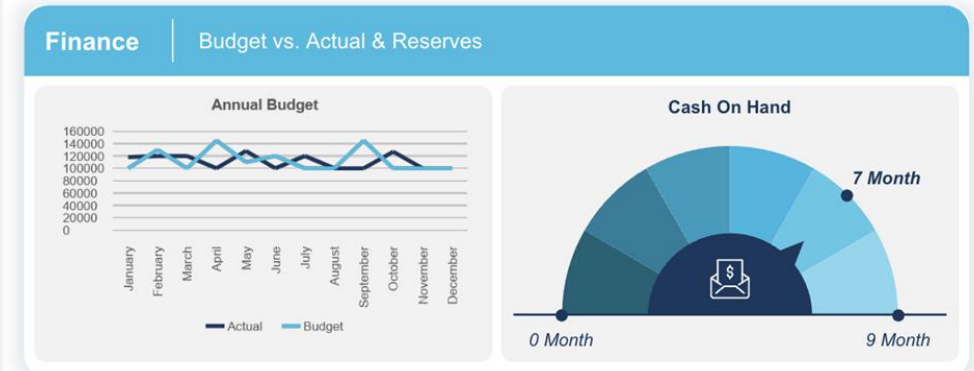 Finance
Budget vs. Actual & Reserves
Annual Budget
160000
140000
120000
100000
80000
60000
40000
20000
0
January
February
March
April
May
June
July
August
September
October
November
December
Actual
Budget
Cash On Hand
7 Month
$
0 Month
9 Month